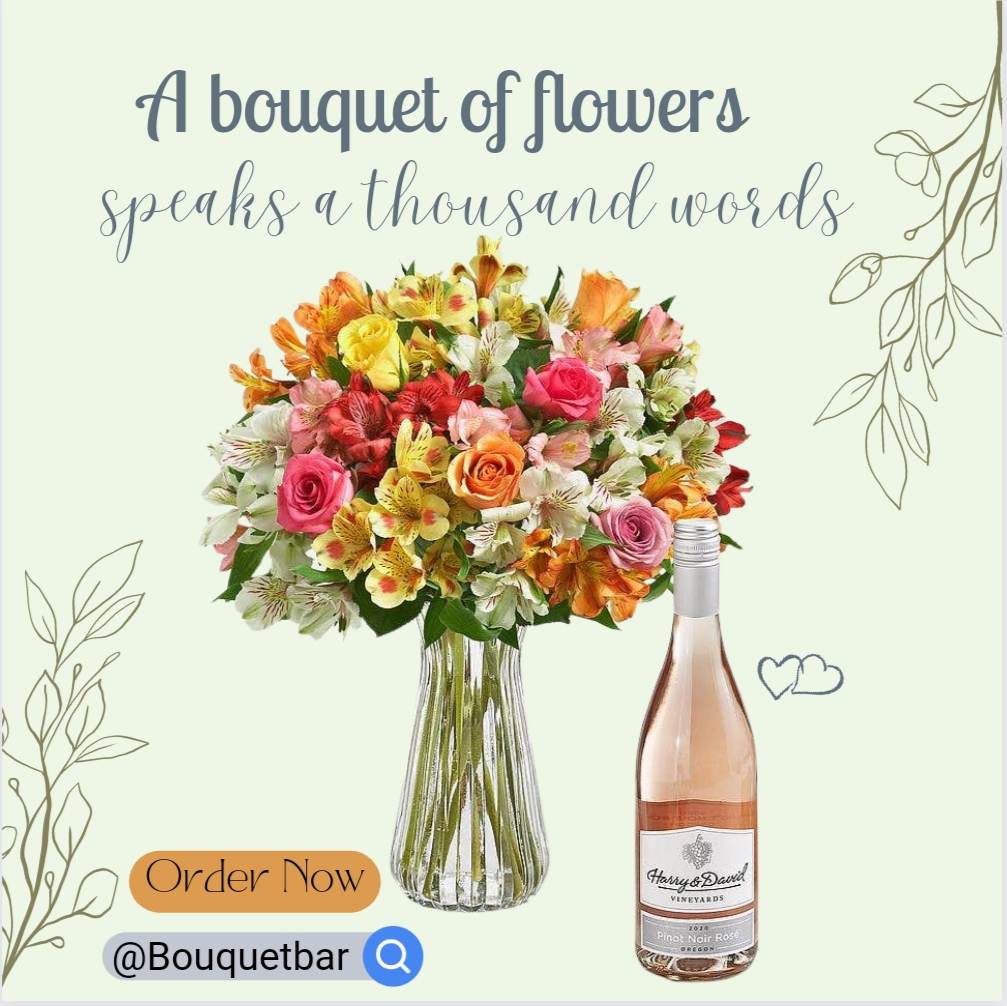 A bouquet of flowers
speaks a thousand words
Harry & David
VINEYARDS
2020
Pinot Noir Rosé
OREGON
Order Now
@Bouquetbar